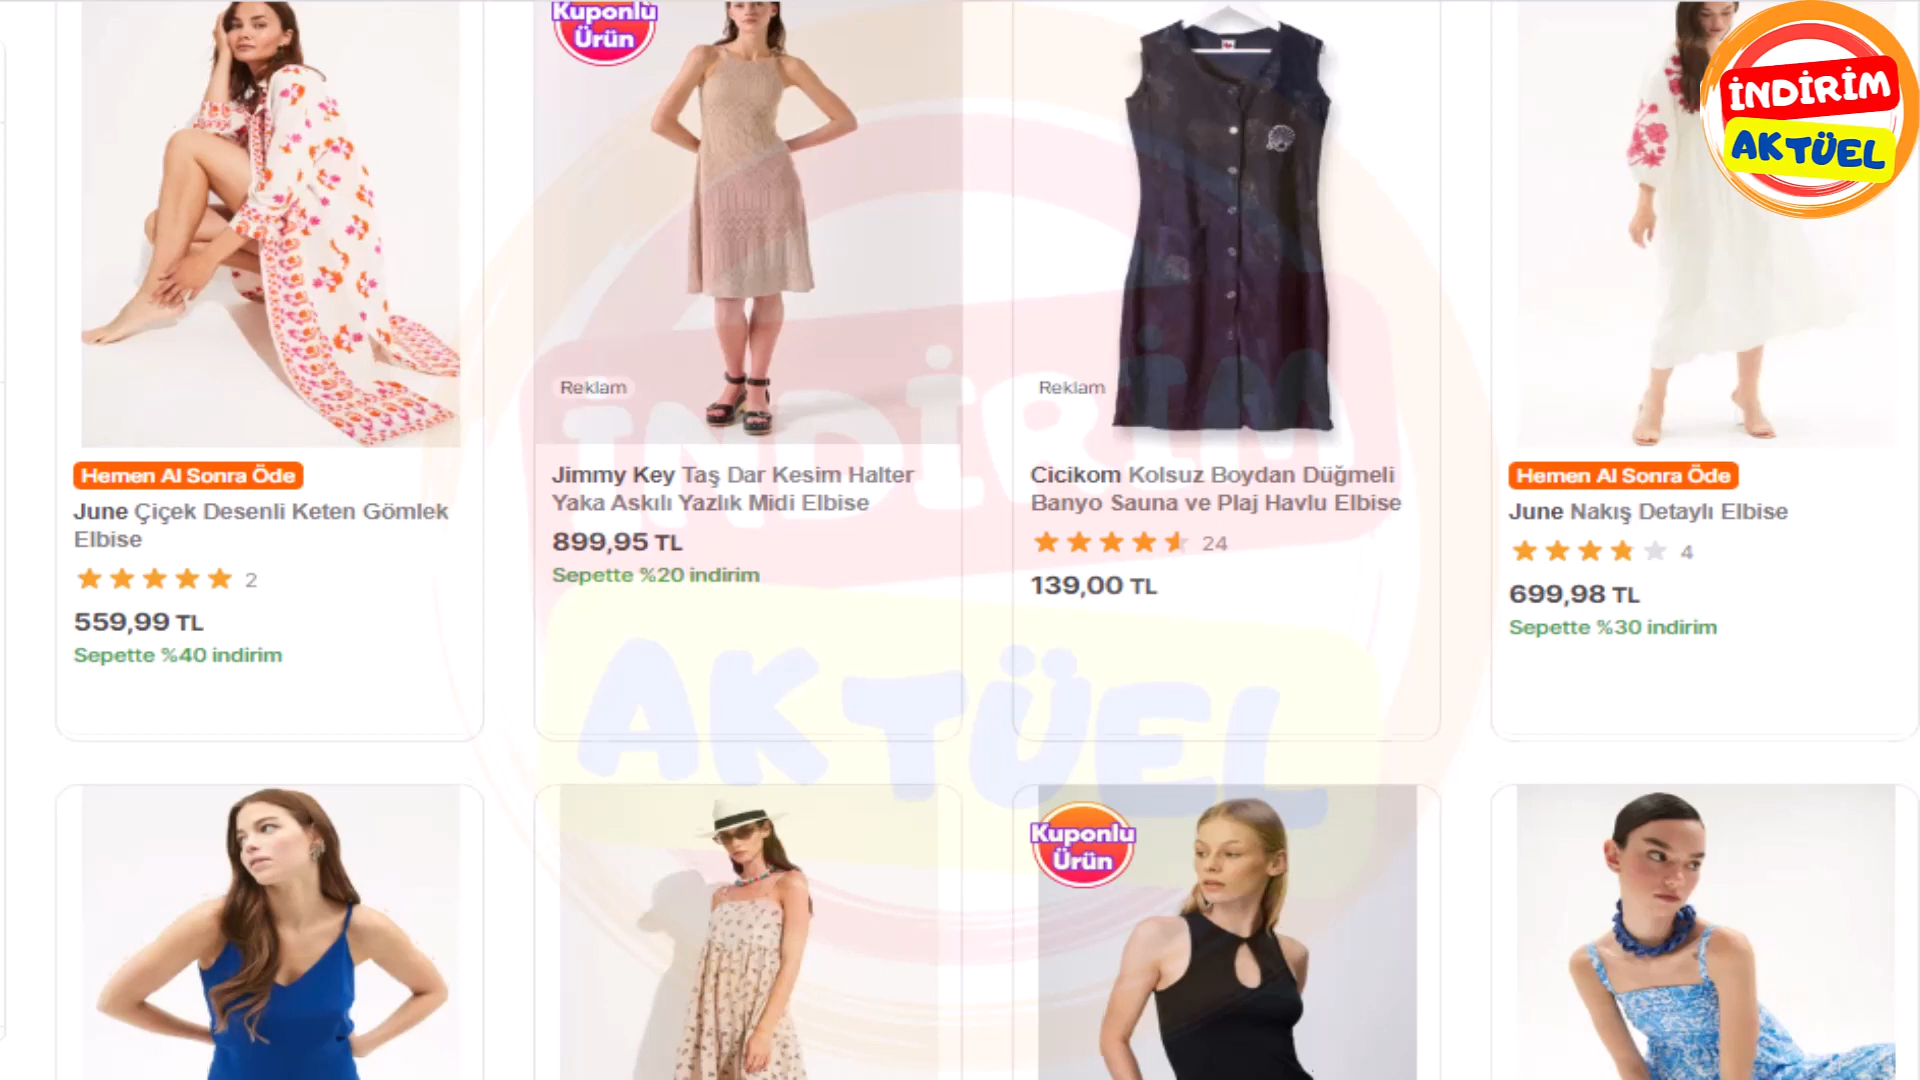 Kuponlu
Ürün
İNDİRİM
AKTÜEL
Reklam
Reklam
Hemen Al Sonra Öde
June Çiçek Desenli Keten Gömlek
Elbise
2
559,99 TL
Sepette %40 indirim
Jimmy Key Taş Dar Kesim Halter
Yaka Askılı Yazlık Midi Elbise
899,95 TL
Sepette %20 indirim
Cicikom Kolsuz Boydan Düğmeli
Banyo Sauna ve Plaj Havlu Elbise
24
139,00 TL
Hemen Al Sonra Öde
June Nakış Detaylı Elbise
4
699,98 TL
Sepette %30 indirim
İNDİRİM
AKTÜEL
Kuponlu
Ürün